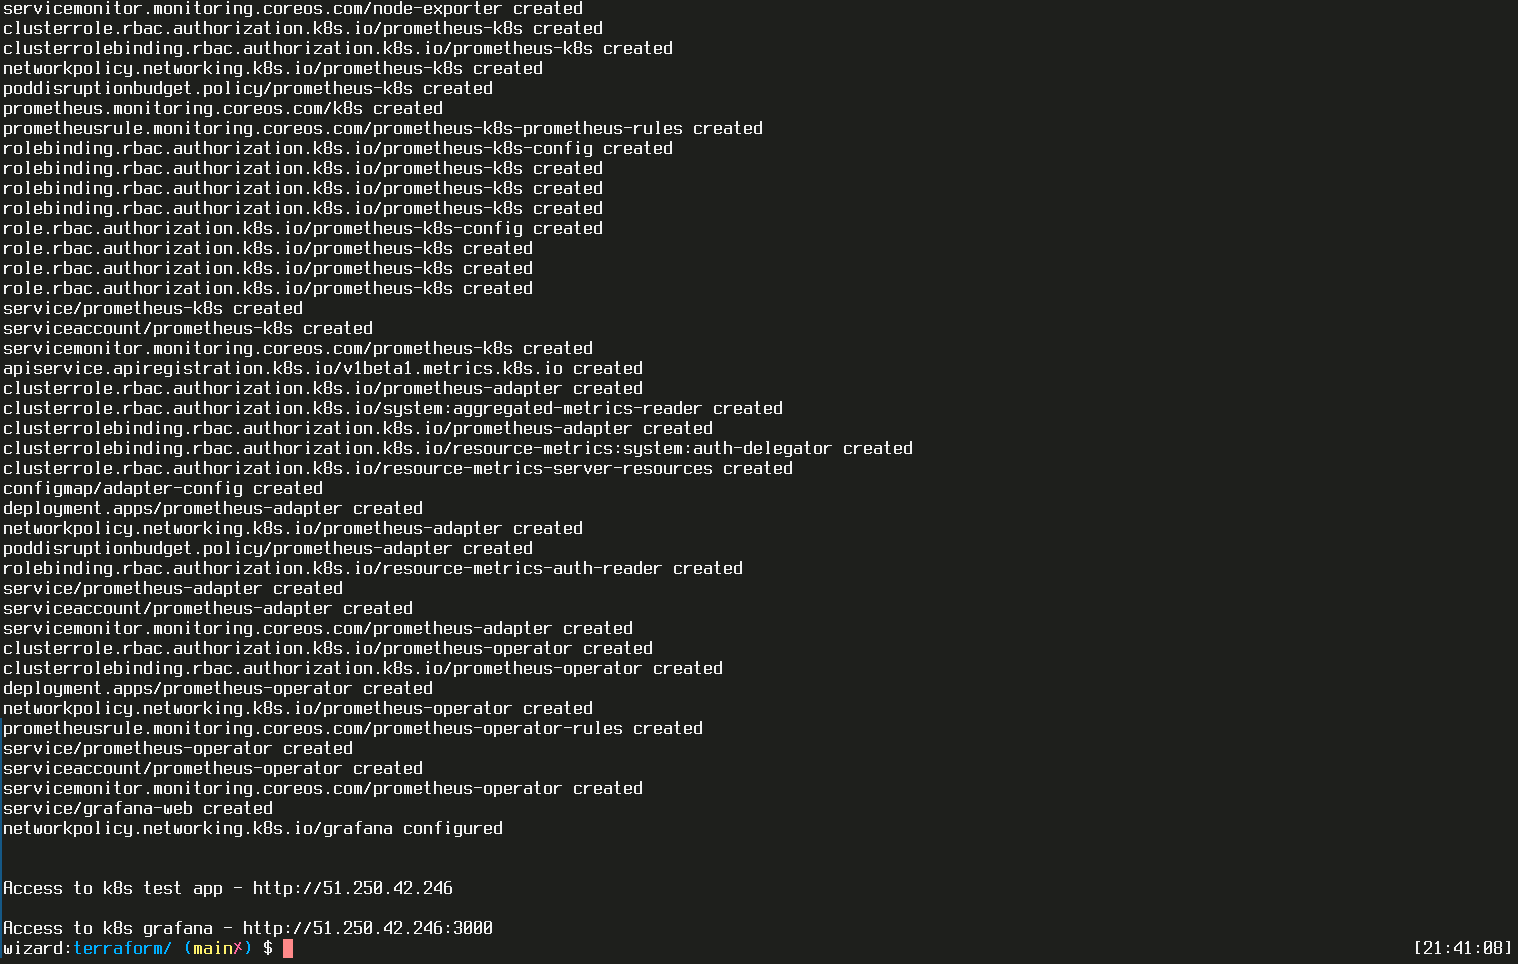 servicemonitor.monitoring.coreos.com/node-exporter created
clusterrole.rbac.authorization.k8s.io/prometheus-k8s created
clusterrolebinding.rbac.authorization.k8s.io/prometheus-k8s created
networkpolicy.networking.k8s.io/prometheus-k8s created
poddisruptionbudget.policy/prometheus-k8s created
prometheus.monitoring.coreos.com/k8s created
prometheusrule.monitoring.coreos.com/prometheus-k8s-prometheus-rules created
rolebinding.rbac.authorization.k8s.io/prometheus-k8s-config created
rolebinding.rbac.authorization.k8s.io/prometheus-k8s created
rolebinding.rbac.authorization.k8s.io/prometheus-k8s created
rolebinding.rbac.authorization.k8s.io/prometheus-k8s created
role.rbac.authorization.k8s.io/prometheus-k8s-config created
role.rbac.authorization.k8s.io/prometheus-k8s created
role.rbac.authorization.k8s.io/prometheus-k8s created
role.rbac.authorization.k8s.io/prometheus-k8s created
service/prometheus-k8s created
serviceaccount/prometheus-k8s created
servicemonitor.monitoring.coreos.com/prometheus-k8s created
apiservice.apiregistration.k8s.io/v1beta1.metrics.k8s.io created
clusterrole.rbac.authorization.k8s.io/prometheus-adapter created
clusterrole.rbac.authorization.k8s.io/system:aggregated-metrics-reader created
clusterrolebinding.rbac.authorization.k8s.io/prometheus-adapter created
clusterrolebinding.rbac.authorization.k8s.io/resource-metrics:system:auth-delegator created
clusterrole.rbac.authorization.k8s.io/resource-metrics-server-resources created
configmap/adapter-config created
deployment.apps/prometheus-adapter created
networkpolicy.networking.k8s.io/prometheus-adapter created
poddisruptionbudget.policy/prometheus-adapter created
rolebinding.rbac.authorization.k8s.io/resource-metrics-auth-reader created
service/prometheus-adapter created
serviceaccount/prometheus-adapter created
servicemonitor.monitoring.coreos.com/prometheus-adapter created
clusterrole.rbac.authorization.k8s.io/prometheus-operator created
clusterrolebinding.rbac.authorization.k8s.io/prometheus-operator created
deployment.apps/prometheus-operator created
networkpolicy.networking.k8s.io/prometheus-operator created
prometheusrule.monitoring.coreos.com/prometheus-operator-rules created
service/prometheus-operator created
serviceaccount/prometheus-operator created
servicemonitor.monitoring.coreos.com/prometheus-operator created
service/grafana-web created
networkpolicy.networking.k8s.io/grafana configured
Access to k8s test app - http://51.250.42.246
Access to k8s grafana - http://51.250.42.246:3000
wizard:terraform/ (main✗) $ [21:41:08]